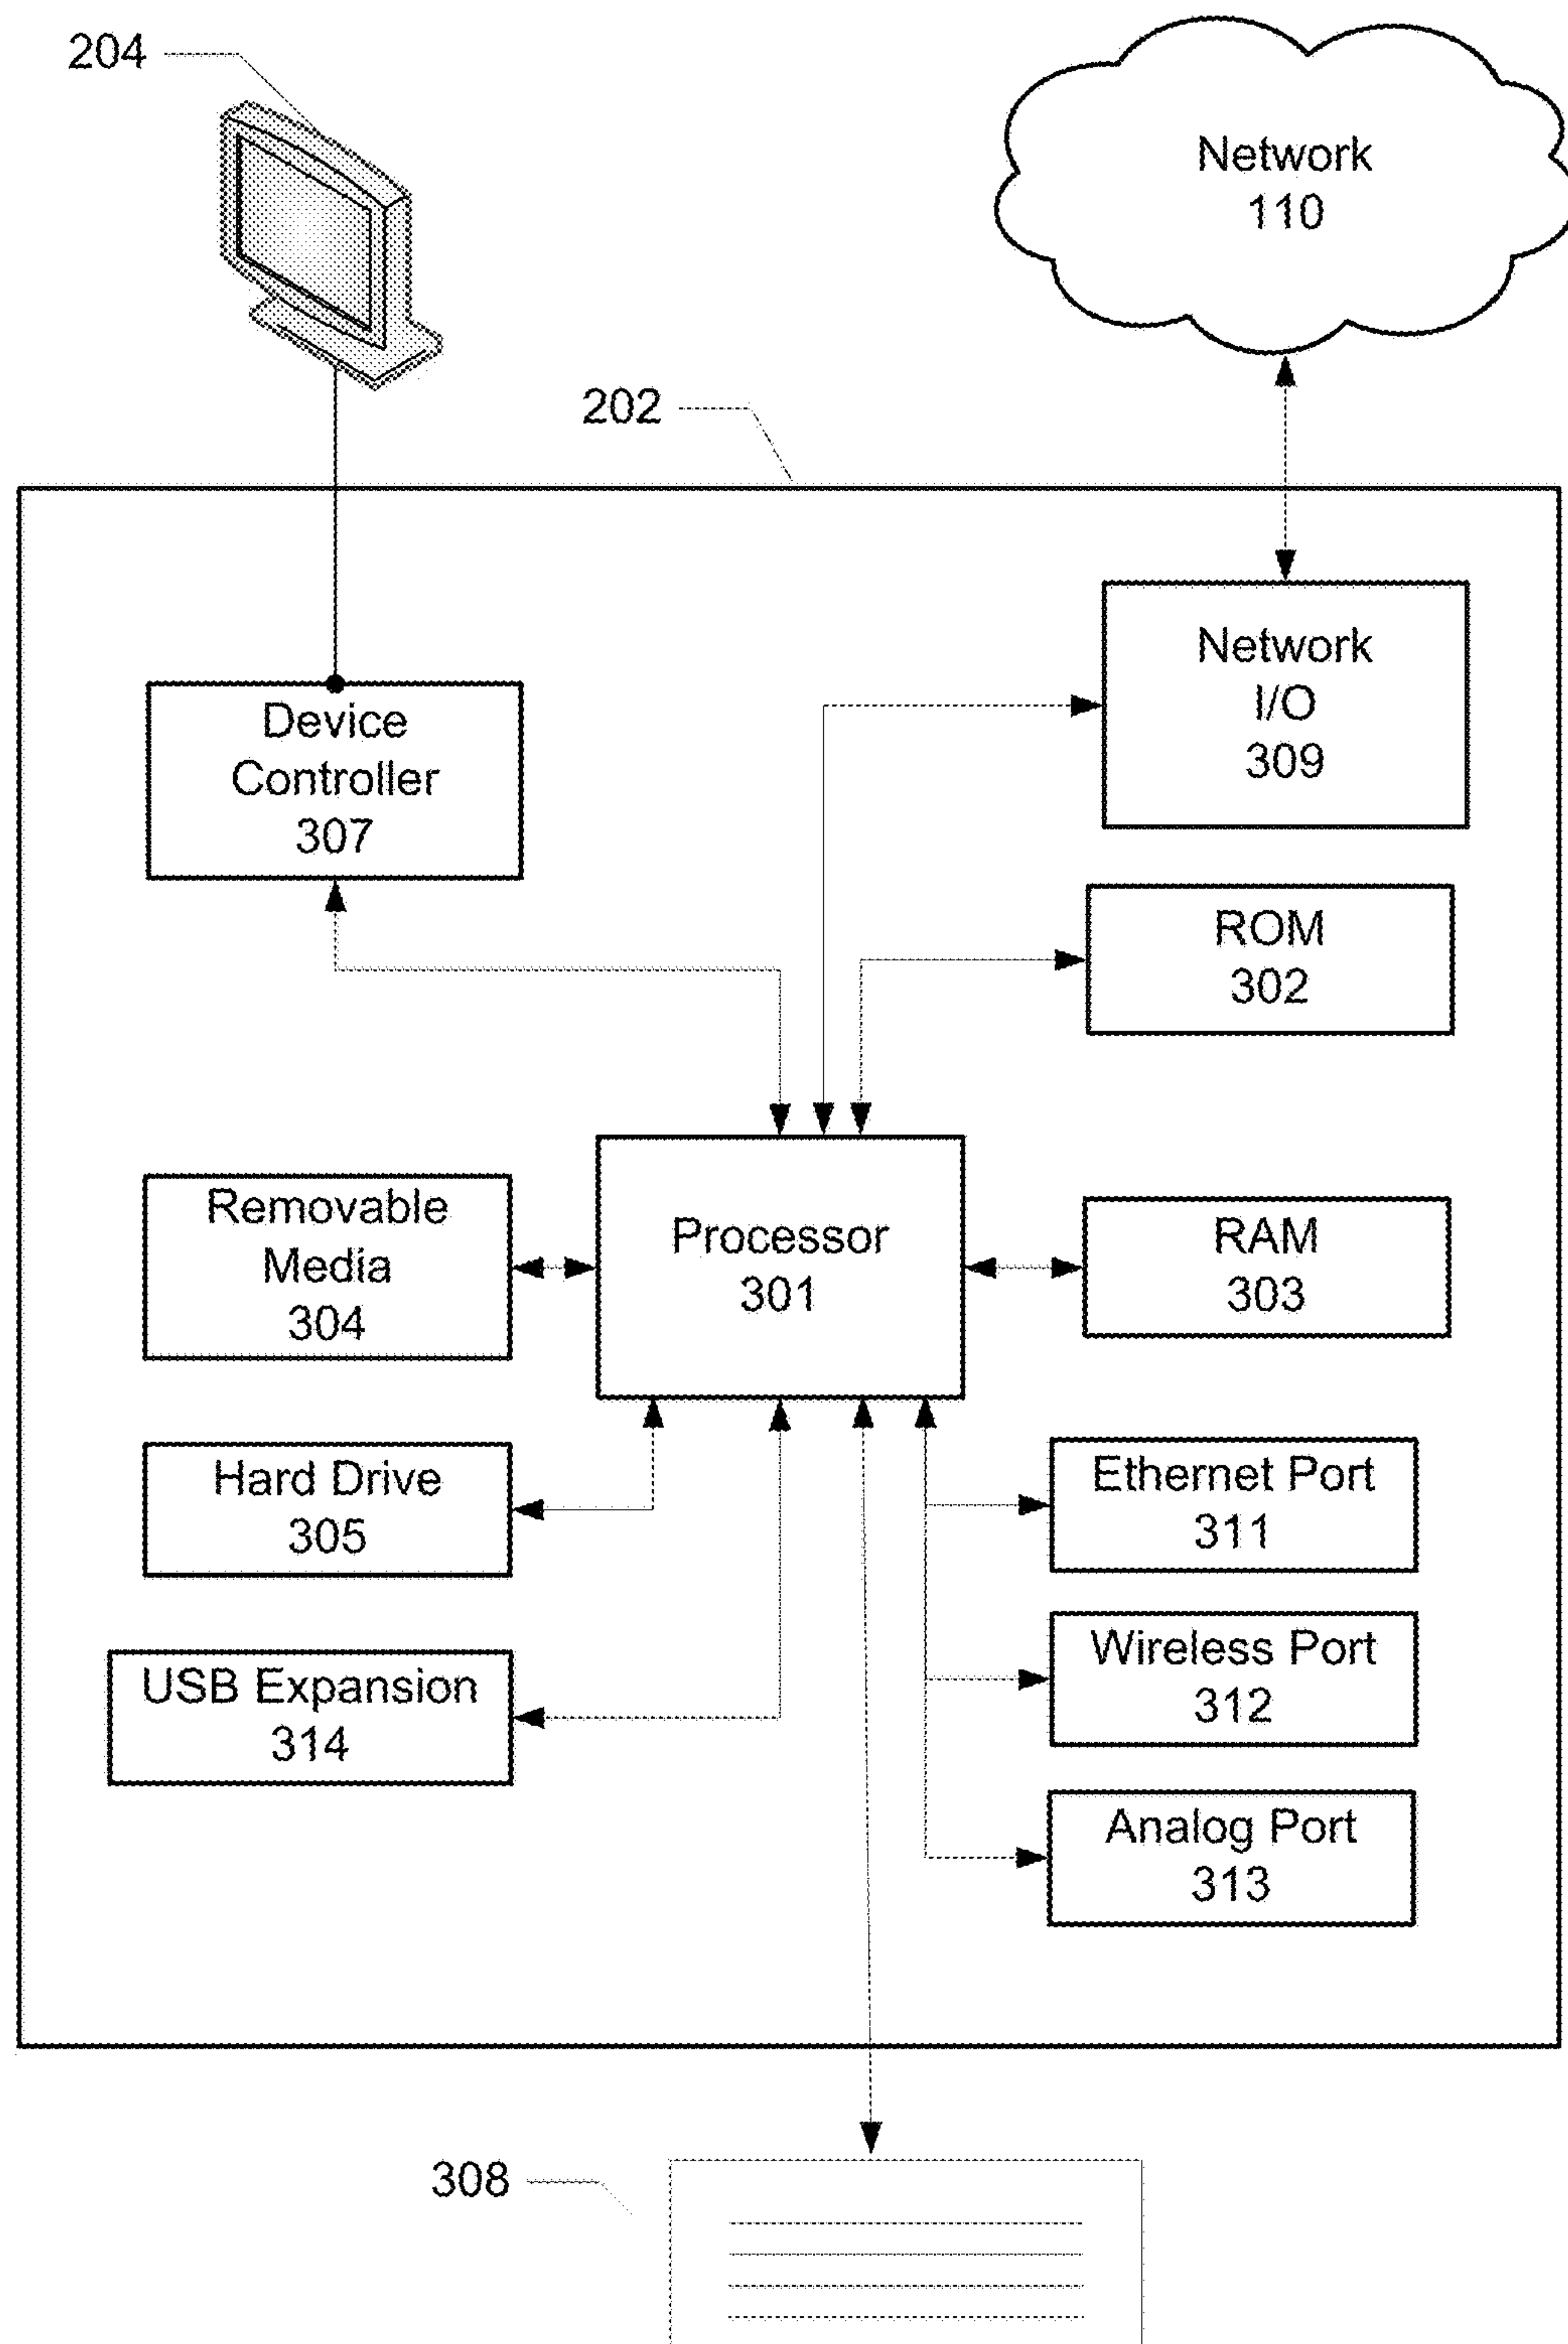 204
Network
110
202
Network
I/O
309
Device
Controller
307
ROM
302
Removable
Media
304
Processor
301
RAM
303
Hard Drive
305
Ethernet Port
311
USB Expansion
314
Wireless Port
312
Analog Port
313
308